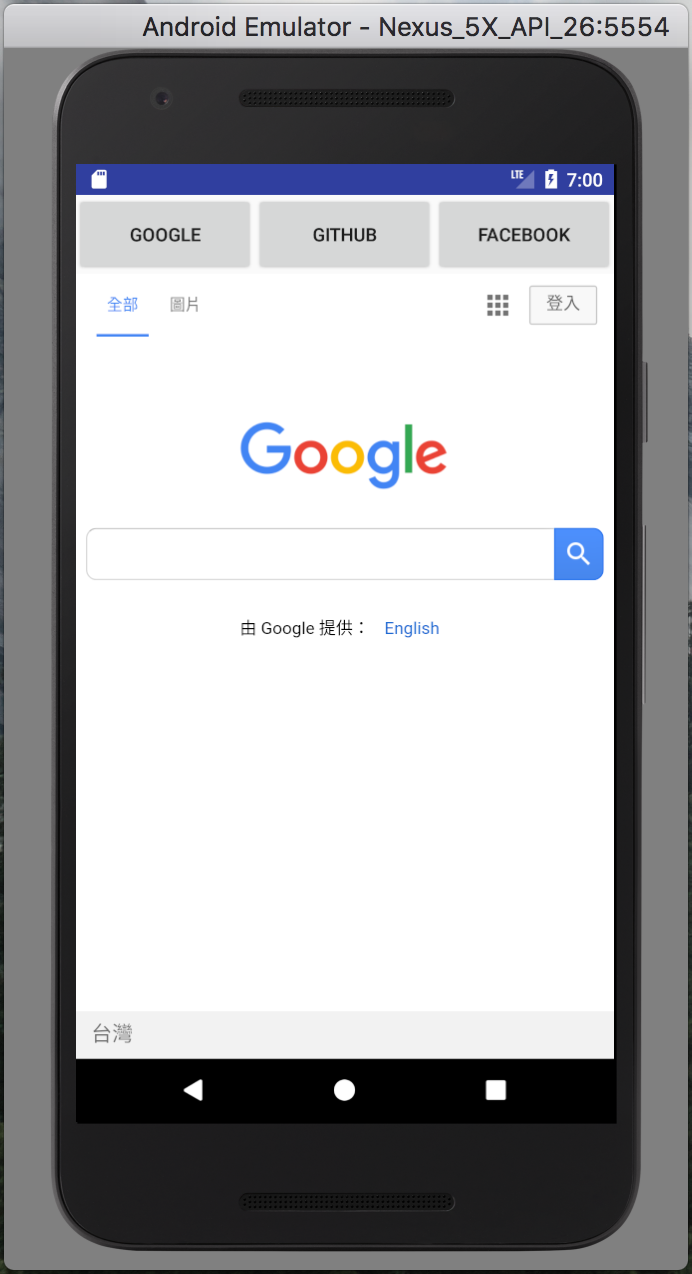 Android Emulator - Nexus_5X_API_26:5554
LTE 7:00
GOOGLE GITHUB FACEBOOK
全部 圖片 登入
Google
由 Google 提供： English
台灣